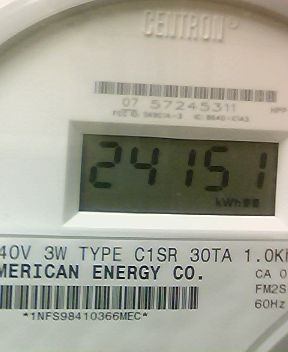 CENTRON®
07 57245311
24151
kWh
40V 3W TYPE C1SR 30TA 1.0K
MERICAN ENERGY CO.
CA 0
FM2S
60Hz
*1NFS98410366MEC*